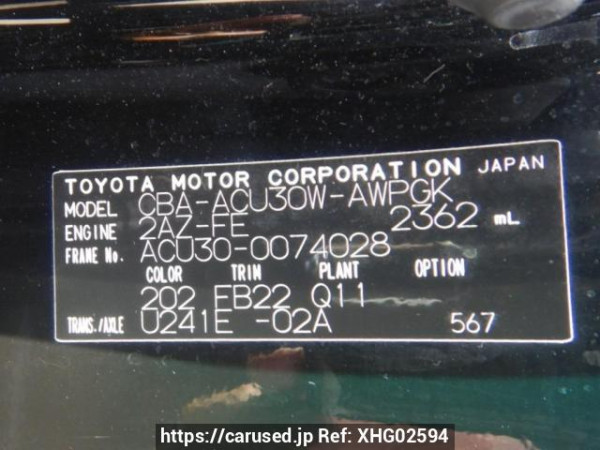 TOYOTA MOTOR CORPORATION JAPAN
MODEL CBA-ACU30W-AWPGK
ENGINE 2AZ-FE 2362 mL
FRAME No. ACU30-0074028
COLOR TRIM PLANT OPTION
202 FB22 Q11
TRANS./AXLE U241E -02A 567
https://carused.jp Ref: XHG02594